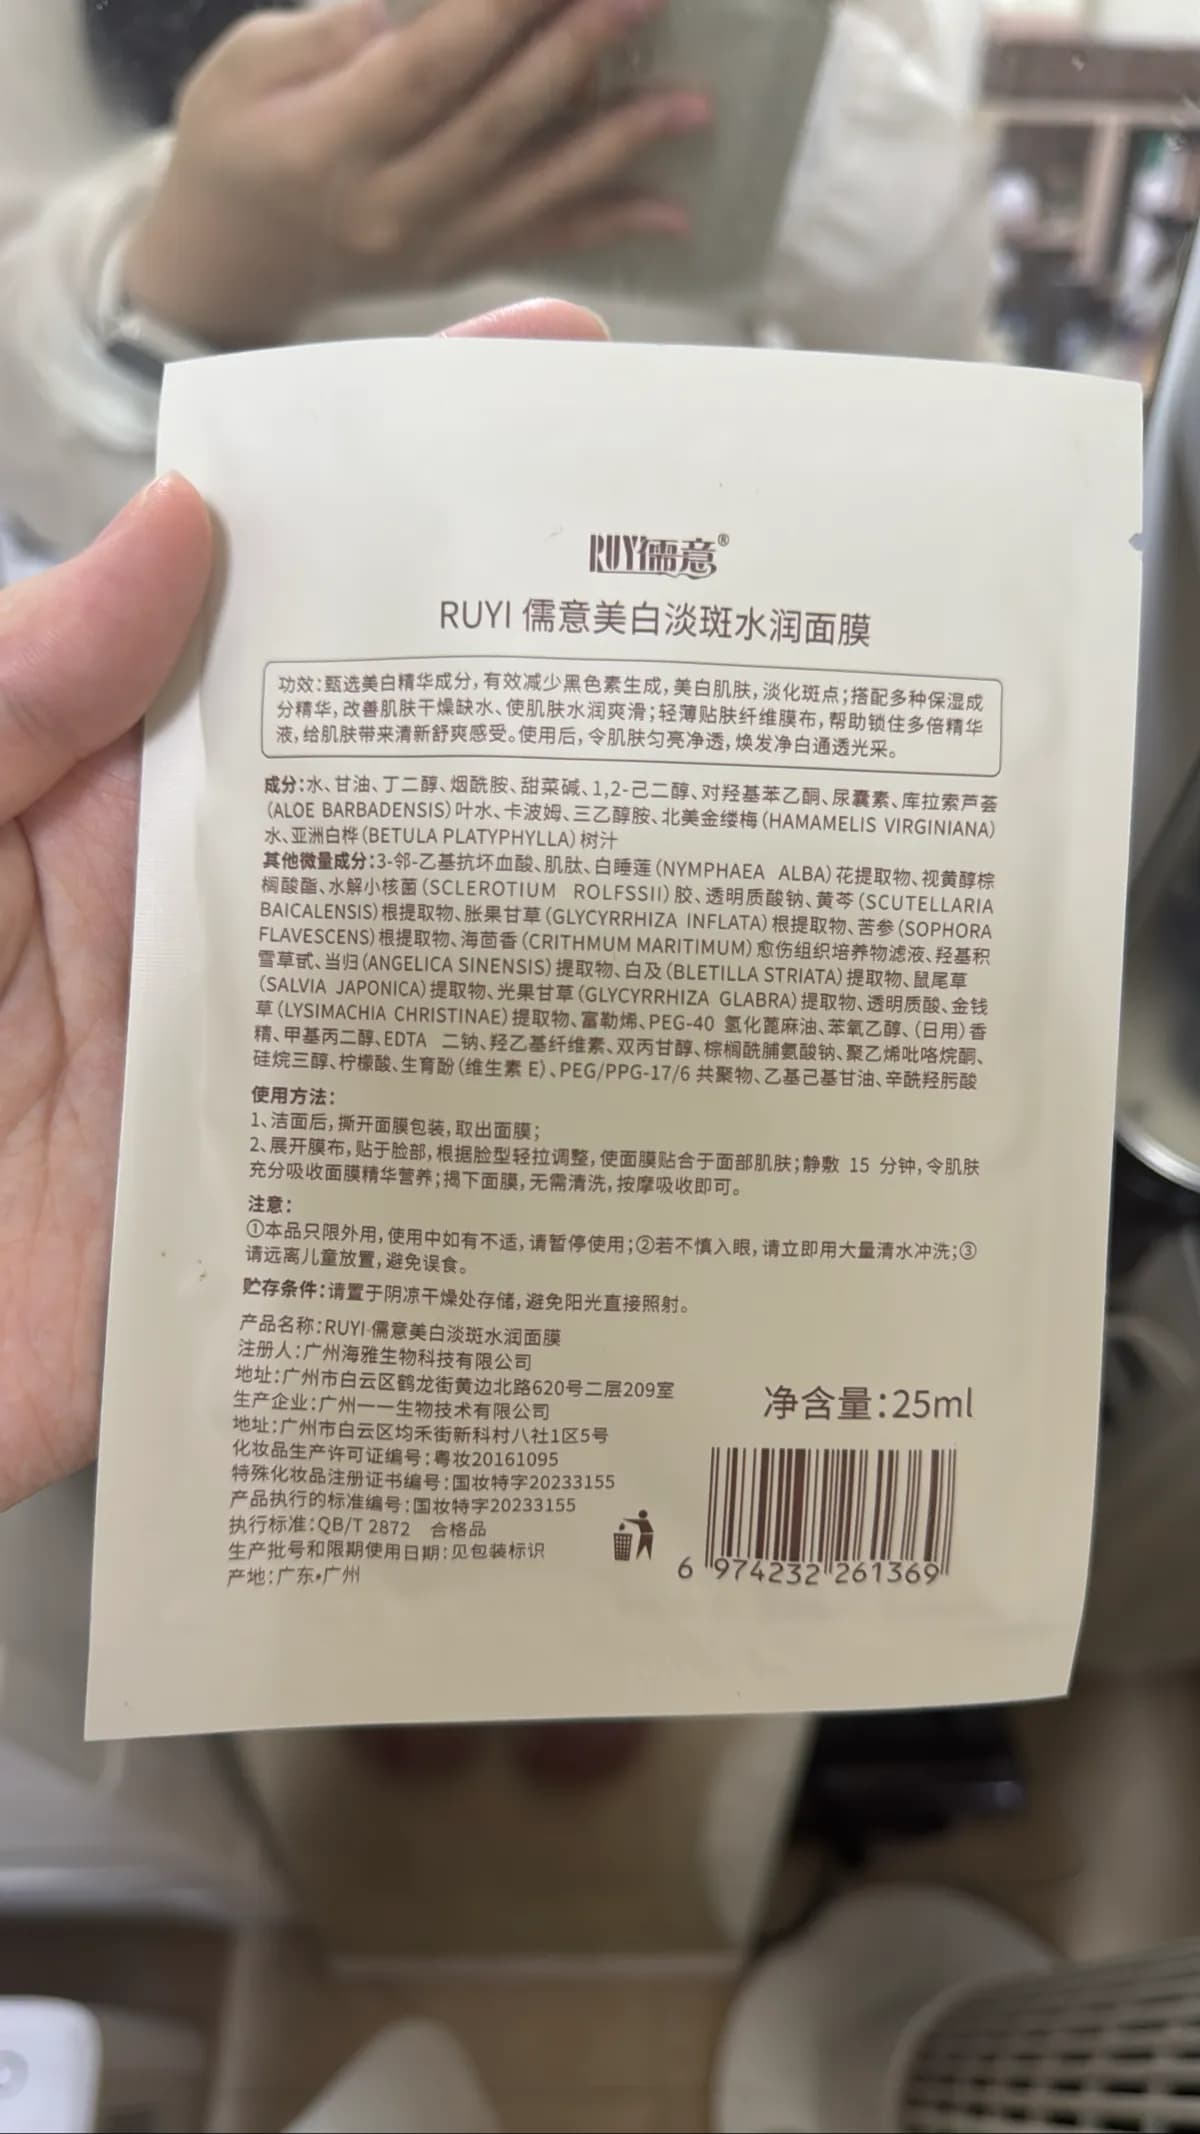 RUYI儒意®
RUYI 儒意美白淡斑水润面膜
功效：甄选美白精华成分，有效减少黑色素生成，美白肌肤，淡化斑点；搭配多种保湿成
分精华，改善肌肤干燥缺水、使肌肤水润爽滑；轻薄贴肤纤维膜布，帮助锁住多倍精华
液，给肌肤带来清新舒爽感受。使用后，令肌肤匀亮净透，焕发净白通透光采。
成分：水、甘油、丁二醇、烟酰胺、甜菜碱、1,2-己二醇、对羟基苯乙酮、尿囊素、库拉索芦荟
（ALOE BARBADENSIS）叶水、卡波姆、三乙醇胺、北美金缕梅（HAMAMELIS VIRGINIANA）
水、亚洲白桦（BETULA PLATYPHYLLA）树汁
其他微量成分：3-邻-乙基抗坏血酸、肌肽、白睡莲（NYMPHAEA ALBA）花提取物、视黄醇棕
榈酸酯、水解小核菌（SCLEROTIUM ROLFSSII）胶、透明质酸钠、黄芩（SCUTELLARIA
BAICALENSIS）根提取物、胀果甘草（GLYCYRRHIZA INFLATA）根提取物、苦参（SOPHORA
FLAVESCENS）根提取物、海茴香（CRITHMUM MARITIMUM）愈伤组织培养物滤液、羟基积
雪草甙、当归（ANGELICA SINENSIS）提取物、白及（BLETILLA STRIATA）提取物、鼠尾草
（SALVIA JAPONICA）提取物、光果甘草（GLYCYRRHIZA GLABRA）提取物、透明质酸、金钱
草（LYSIMACHIA CHRISTINAE）提取物、富勒烯、PEG-40 氢化蓖麻油、苯氧乙醇、（日用）香
精、甲基丙二醇、EDTA 二钠、羟乙基纤维素、双丙甘醇、棕榈酰脯氨酸钠、聚乙烯吡咯烷酮、
硅烷三醇、柠檬酸、生育酚（维生素 E）、PEG/PPG-17/6 共聚物、乙基己基甘油、辛酰羟肟酸
使用方法：
1、洁面后，撕开面膜包装，取出面膜；
2、展开膜布，贴于脸部，根据脸型轻拉调整，使面膜贴合于面部肌肤；静敷 15 分钟，令肌肤
充分吸收面膜精华营养；揭下面膜，无需清洗，按摩吸收即可。
注意：
①本品只限外用，使用中如有不适，请暂停使用；②若不慎入眼，请立即用大量清水冲洗；③
请远离儿童放置，避免误食。
贮存条件：请置于阴凉干燥处存储，避免阳光直接照射。
产品名称：RUYI 儒意美白淡斑水润面膜
注册人：广州海雅生物科技有限公司
地址：广州市白云区鹤龙街黄边北路620号二层209室
生产企业：广州一一生物技术有限公司
地址：广州市白云区均禾街新科村八社1区5号
化妆品生产许可证编号：粤妆20161095
特殊化妆品注册证书编号：国妆特字20233155
产品执行的标准编号：国妆特字20233155
执行标准：QB/T 2872 合格品
生产批号和限期使用日期：见包装标识
产地：广东•广州
净含量：25ml
6 974232 261369